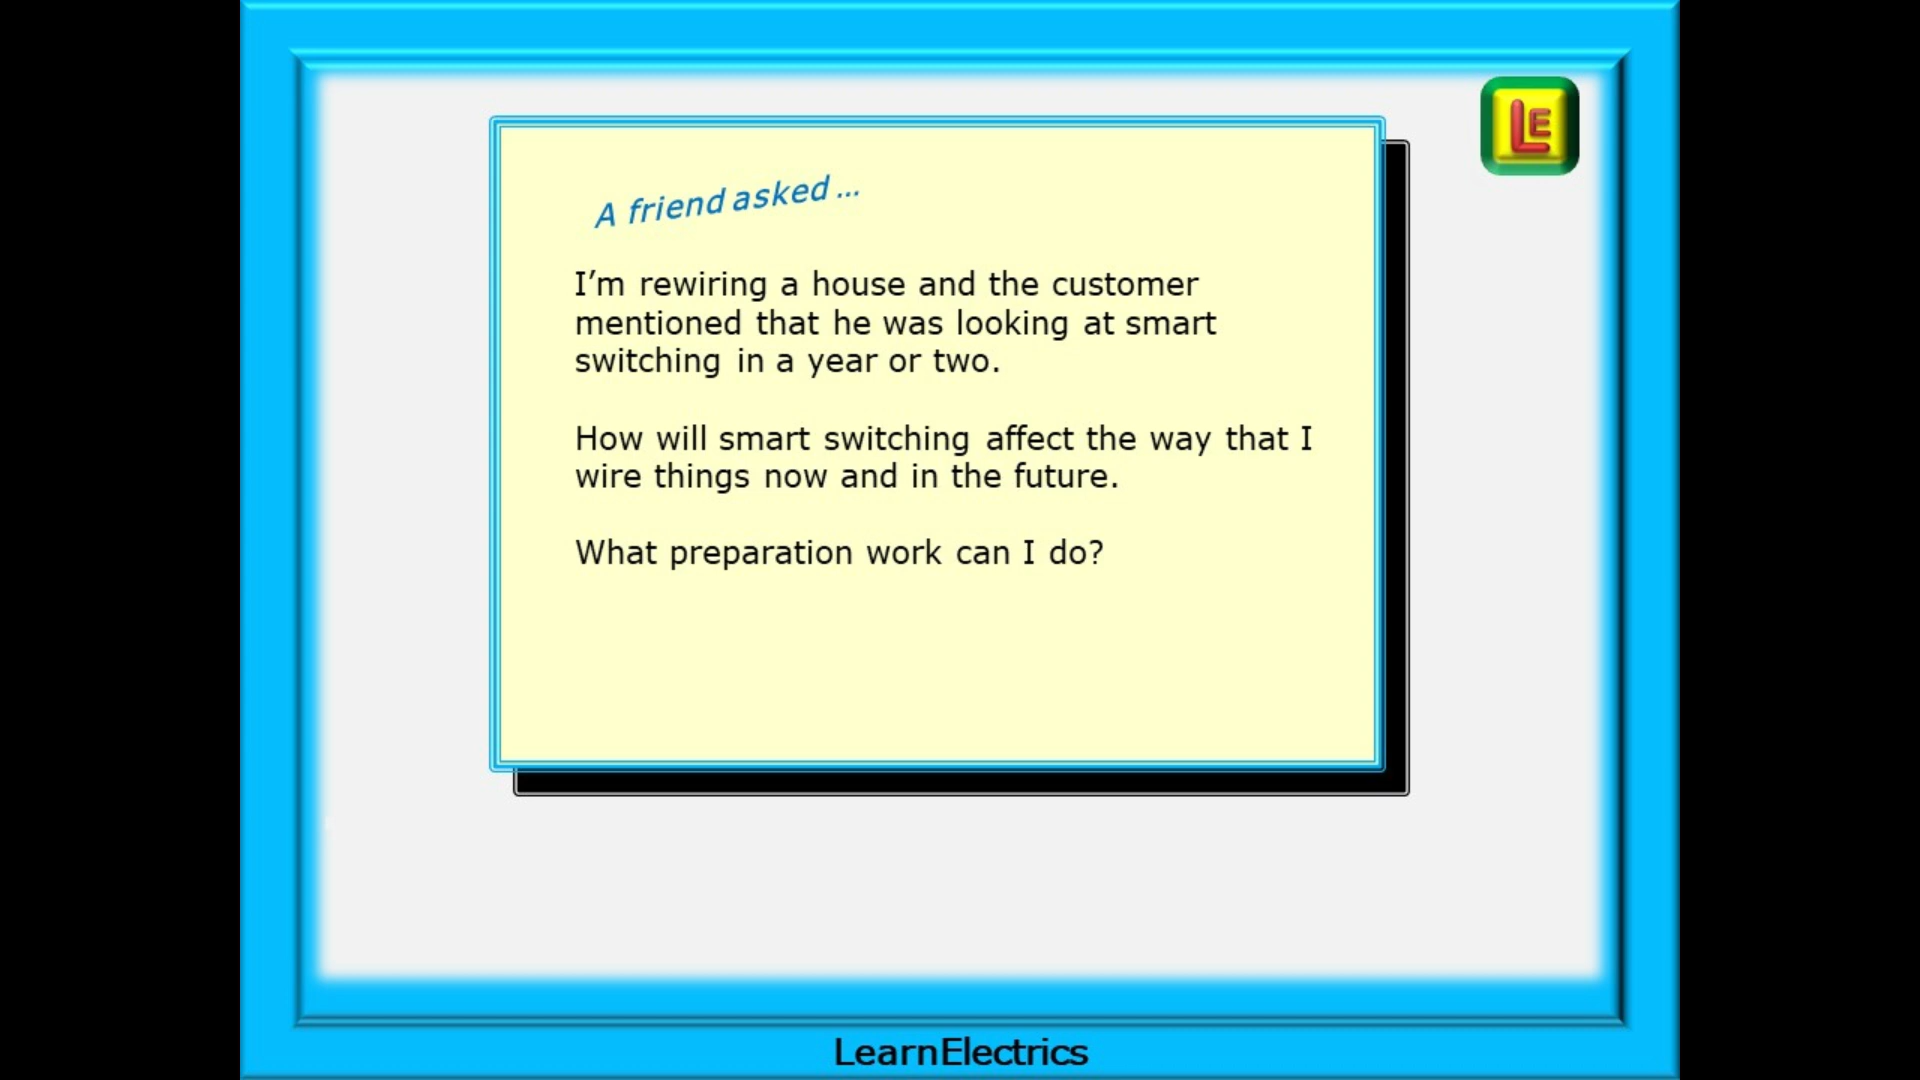 LE
A friend asked ...
I’m rewiring a house and the customer
mentioned that he was looking at smart
switching in a year or two.
How will smart switching affect the way that I
wire things now and in the future.
What preparation work can I do?
LearnElectrics